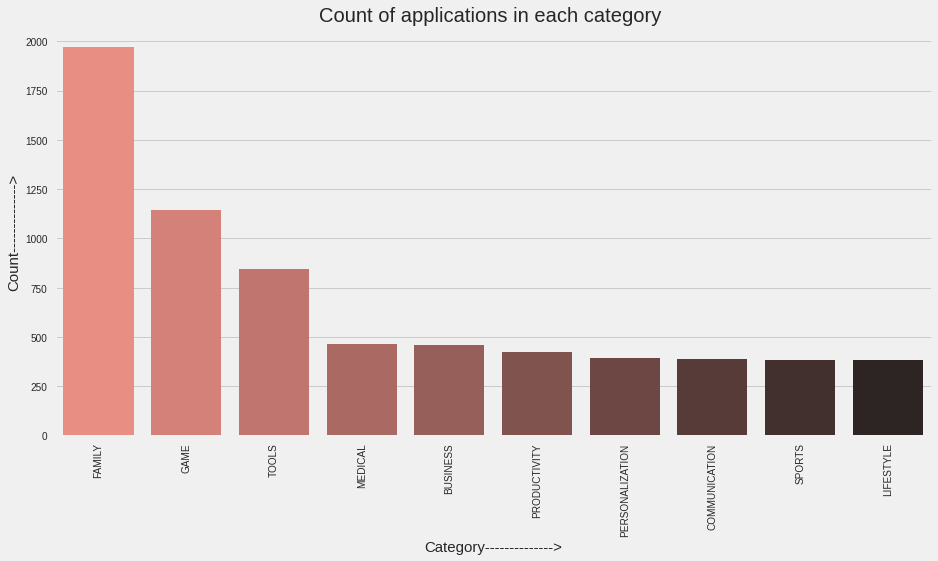 Count of applications in each category
Count-------------->
2000
1750
1500
1250
1000
750
500
250
0
FAMILY
GAME
TOOLS
MEDICAL
BUSINESS
PRODUCTIVITY
PERSONALIZATION
COMMUNICATION
SPORTS
LIFESTYLE
Category-------------->